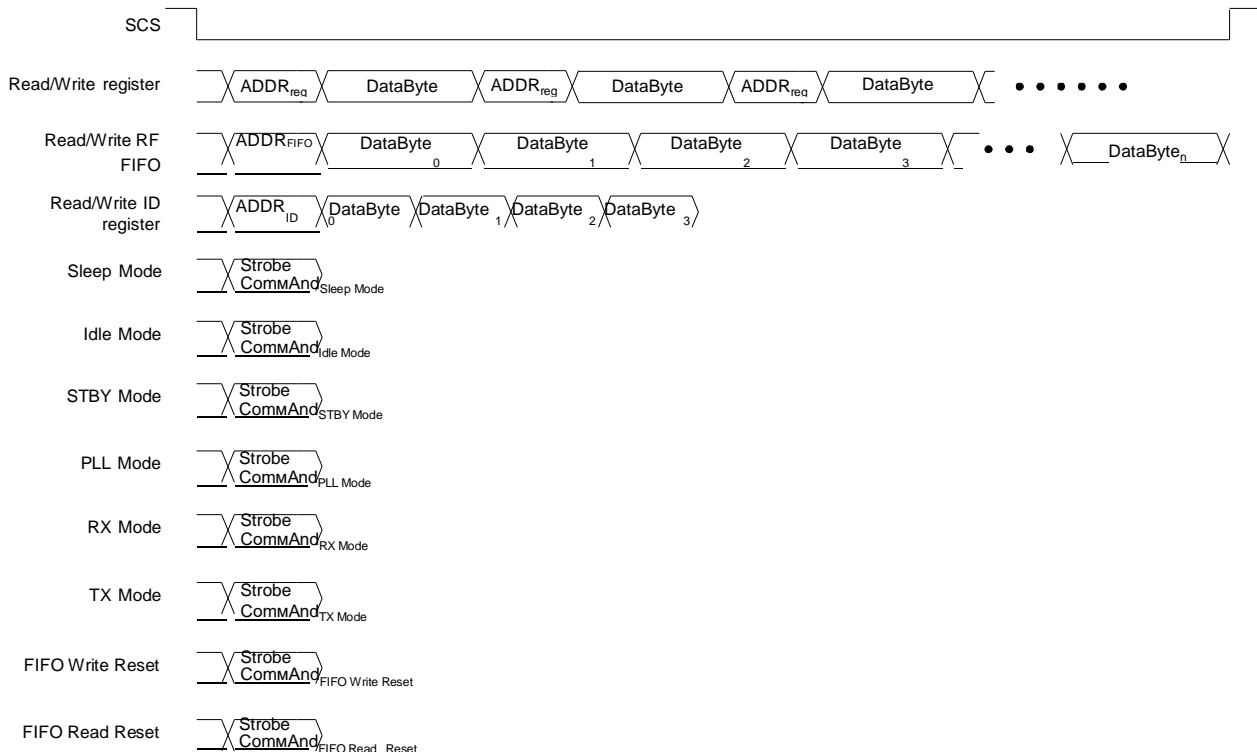 SCS
Read/Write register ADDRreg DataByte ADDRreg DataByte ADDRreg DataByte
Read/Write RF FIFO ADDRFIFO DataByte0 DataByte1 DataByte2 DataByte3 DataByten
Read/Write ID register ADDRID DataByte0 DataByte1 DataByte2 DataByte3
Sleep Mode Strobe
CommAndSleep Mode
Idle Mode Strobe
CommAndIdle Mode
STBY Mode Strobe
CommAndSTBY Mode
PLL Mode Strobe
CommAndPLL Mode
RX Mode Strobe
CommAndRX Mode
TX Mode Strobe
CommAndTX Mode
FIFO Write Reset Strobe
CommAndFIFO Write Reset
FIFO Read Reset Strobe
CommAndFIFO Read Reset